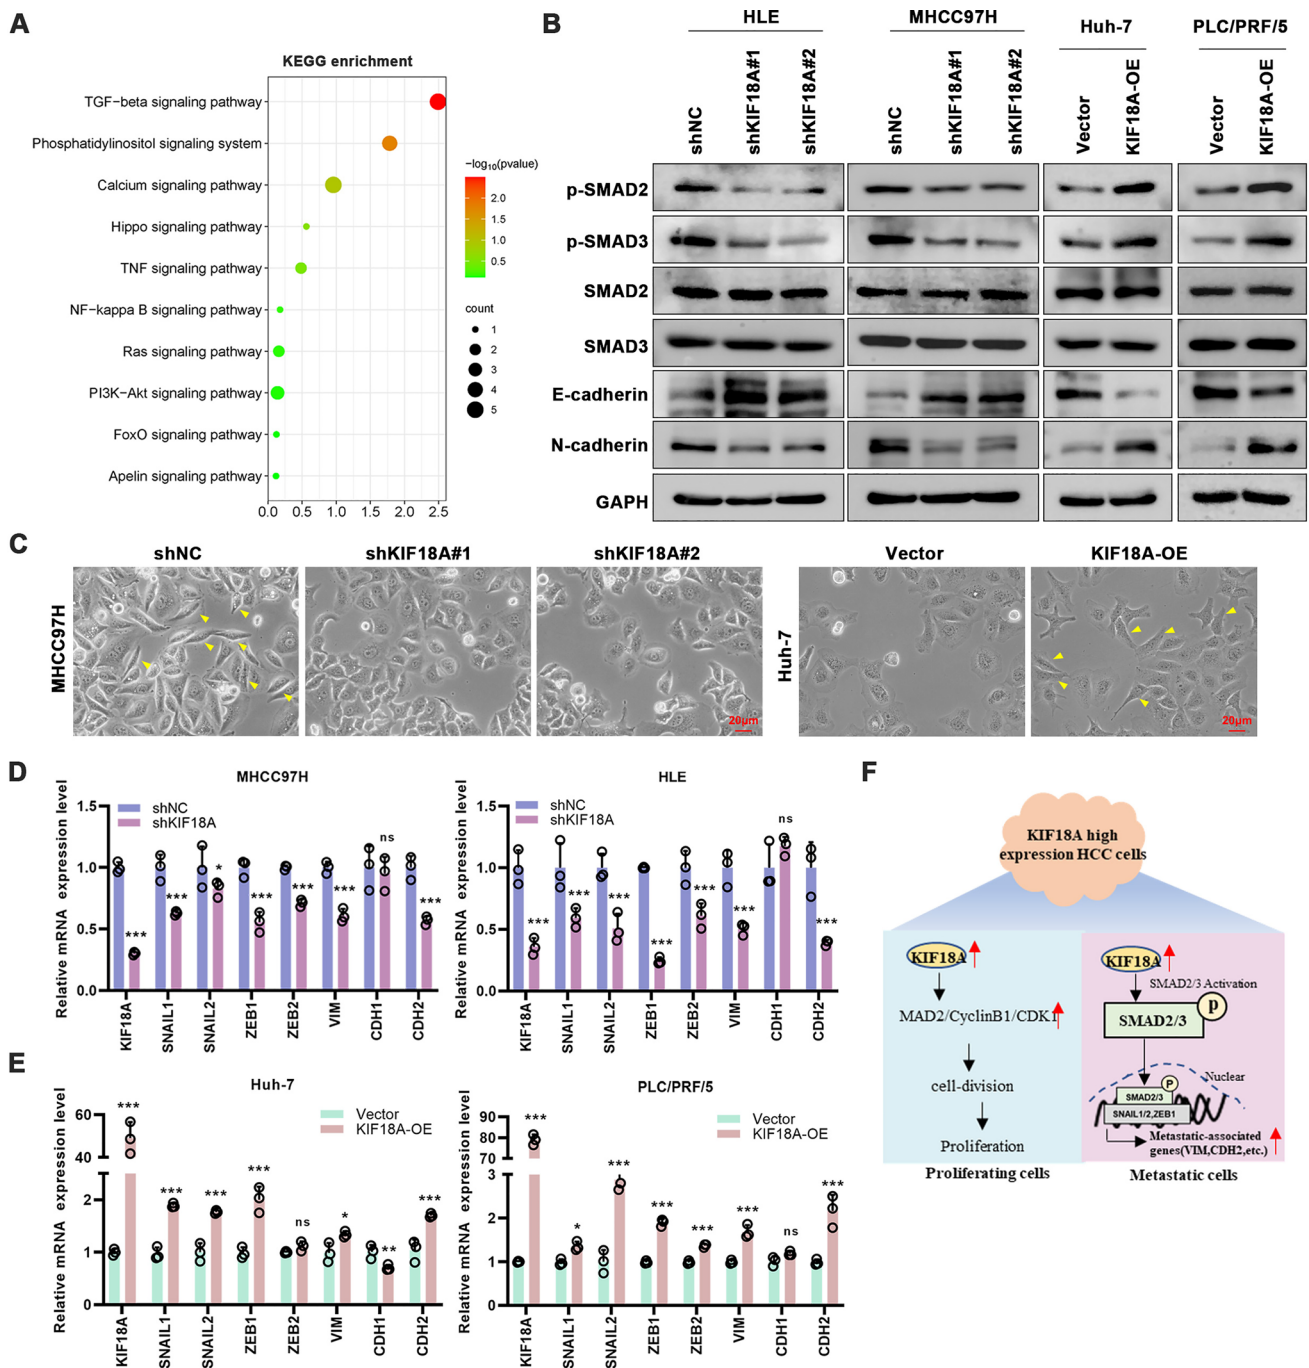 A
KEGG enrichment
TGF−beta signaling pathway
Phosphatidylinositol signaling system
Calcium signaling pathway
Hippo signaling pathway
TNF signaling pathway
NF−kappa B signaling pathway
Ras signaling pathway
PI3K−Akt signaling pathway
FoxO signaling pathway
Apelin signaling pathway
0.0 0.5 1.0 1.5 2.0 2.5
−log10(pvalue)
2.0
1.5
1.0
0.5
count
1
2
3
4
5
B
HLE MHCC97H Huh-7 PLC/PRF/5
shNC shKIF18A#1 shKIF18A#2 shNC shKIF18A#1 shKIF18A#2 Vector KIF18A-OE Vector KIF18A-OE
p-SMAD2
p-SMAD3
SMAD2
SMAD3
E-cadherin
N-cadherin
GAPH
C
shNC shKIF18A#1 shKIF18A#2 Vector KIF18A-OE
MHCC97H
20μm
Huh-7
20μm
D
MHCC97H
Relative mRNA expression level
1.5
1.0
0.5
0.0
shNC
shKIF18A
*** *** * *** *** *** ns ***
KIF18A SNAIL1 SNAIL2 ZEB1 ZEB2 VIM CDH1 CDH2
HLE
Relative mRNA expression level
1.5
1.0
0.5
0.0
shNC
shKIF18A
*** *** *** *** *** *** ns ***
KIF18A SNAIL1 SNAIL2 ZEB1 ZEB2 VIM CDH1 CDH2
E
Huh-7
Relative mRNA expression level
60
40
2
1
0
Vector
KIF18A-OE
*** *** *** *** ns * ** ***
KIF18A SNAIL1 SNAIL2 ZEB1 ZEB2 VIM CDH1 CDH2
PLC/PRF/5
Relative mRNA expression level
90
80
70
3
2
1
0
Vector
KIF18A-OE
*** * *** *** *** *** ns ***
KIF18A SNAIL1 SNAIL2 ZEB1 ZEB2 VIM CDH1 CDH2
F
KIF18A high
expression HCC cells
KIF18A
MAD2/CyclinB1/CDK1
cell-division
Proliferation
Proliferating cells
KIF18A
SMAD2/3 Activation
P
SMAD2/3
Nuclear
P
SMAD2/3
SNAIL1/2,ZEB1
Metastatic-associated
genes(VIM,CDH2,etc.)
Metastatic cells